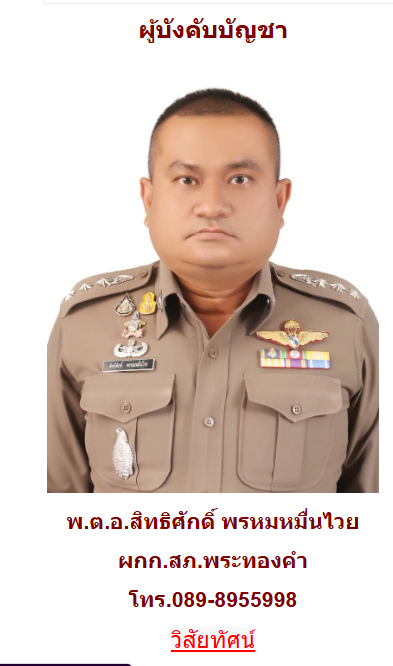 ผู้บังคับบัญชา
พ.ต.อ.สิทธิศักดิ์ พรหมหมื่นไวย
ผกก.สภ.พระทองคำ
โทร.089-8955998
วิสัยทัศน์